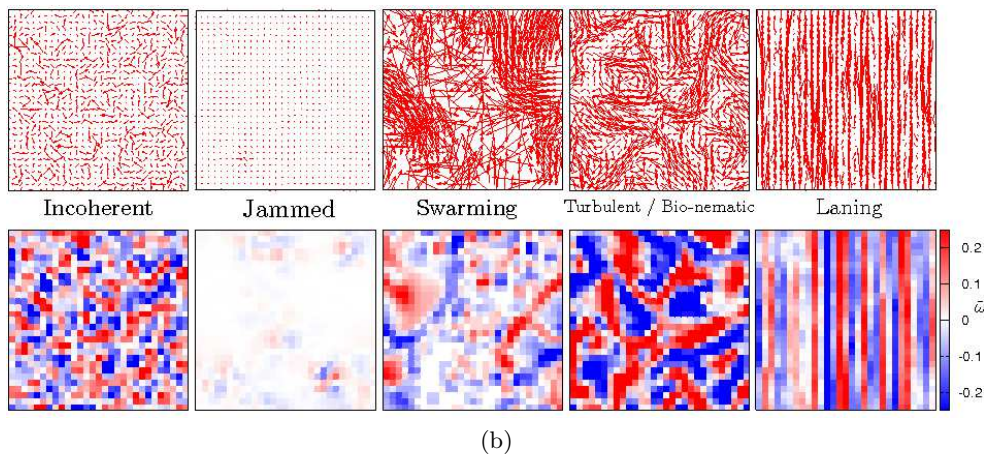 Incoherent
Jammed
Swarming
Turbulent / Bio-nematic
Laning
0.2
0.1
0
-0.1
-0.2
ω̃
(b)